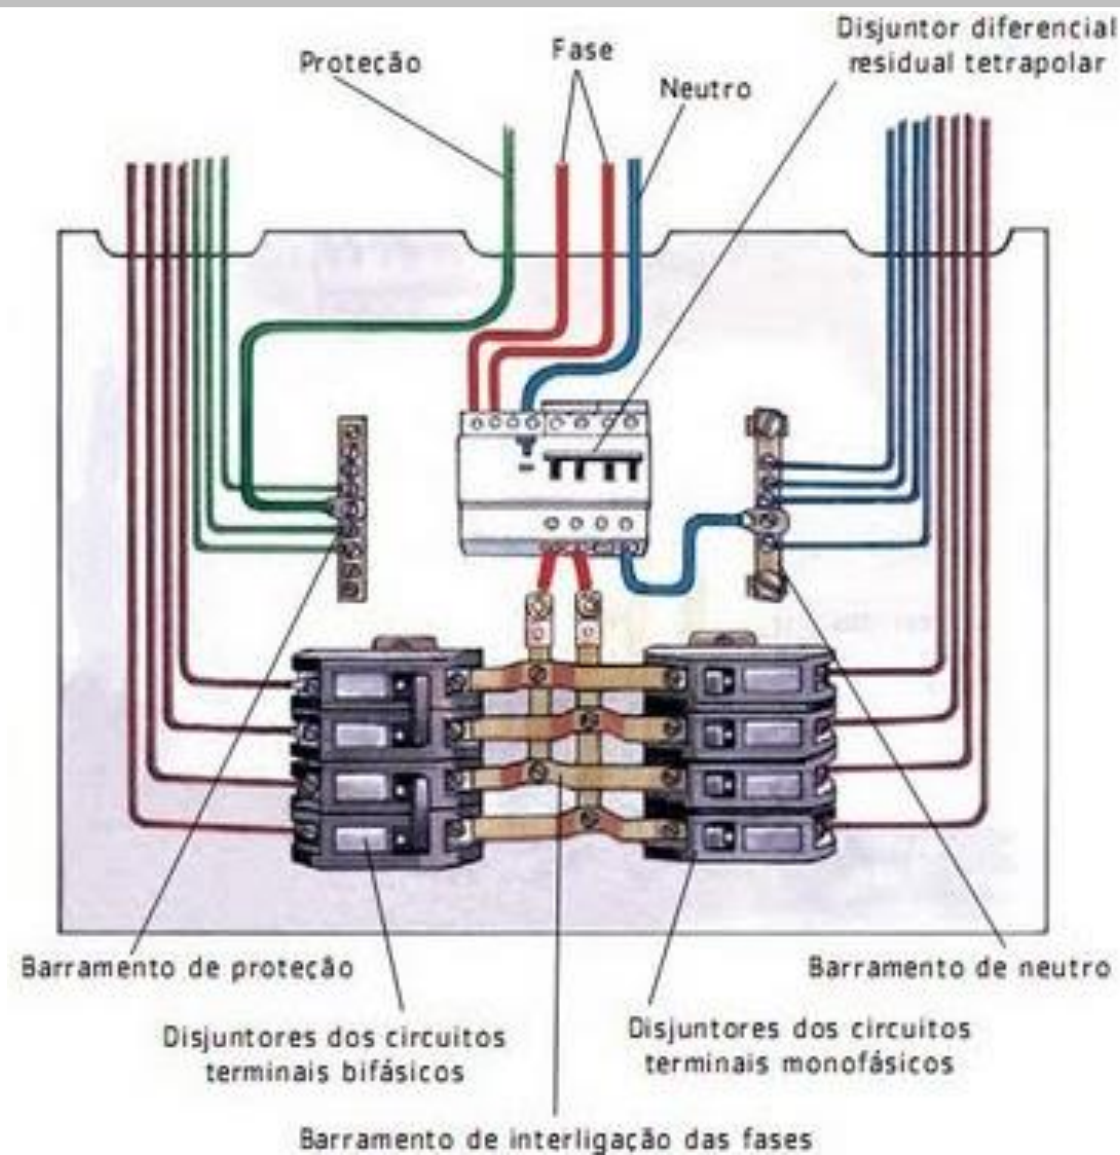 Disjuntor diferencial
residual tetrapolar
Fase
Proteção
Neutro
Barramento de proteção
Barramento de neutro
Disjuntores dos circuitos
terminais bifásicos
Disjuntores dos circuitos
terminais monofásicos
Barramento de interligação das fases